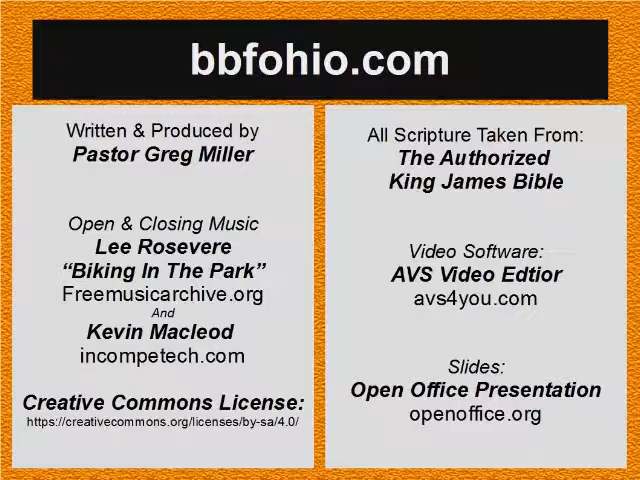 bbfohio.com
Written & Produced by
Pastor Greg Miller
Open & Closing Music
Lee Rosevere
“Biking In The Park”
Freemusicarchive.org
And
Kevin Macleod
incompetech.com
Creative Commons License:
https://creativecommons.org/licenses/by-sa/4.0/
All Scripture Taken From:
The Authorized
King James Bible
Video Software:
AVS Video Edtior
avs4you.com
Slides:
Open Office Presentation
openoffice.org